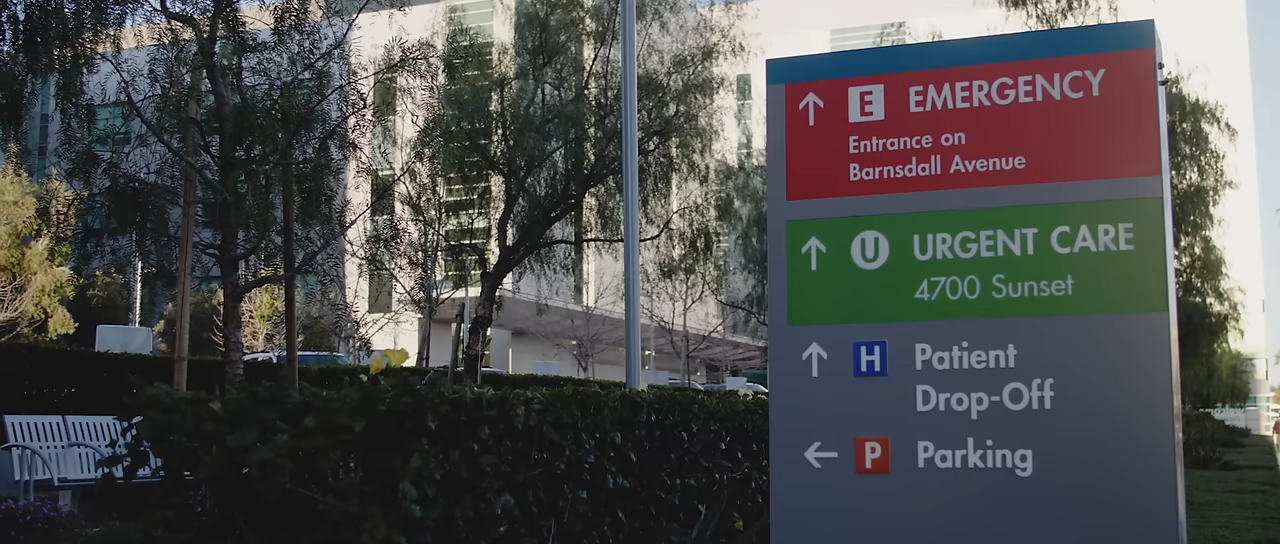 ↑ E EMERGENCY
Entrance on
Barnsdall Avenue
↑ U URGENT CARE
4700 Sunset
↑ H Patient
Drop-Off
← P Parking